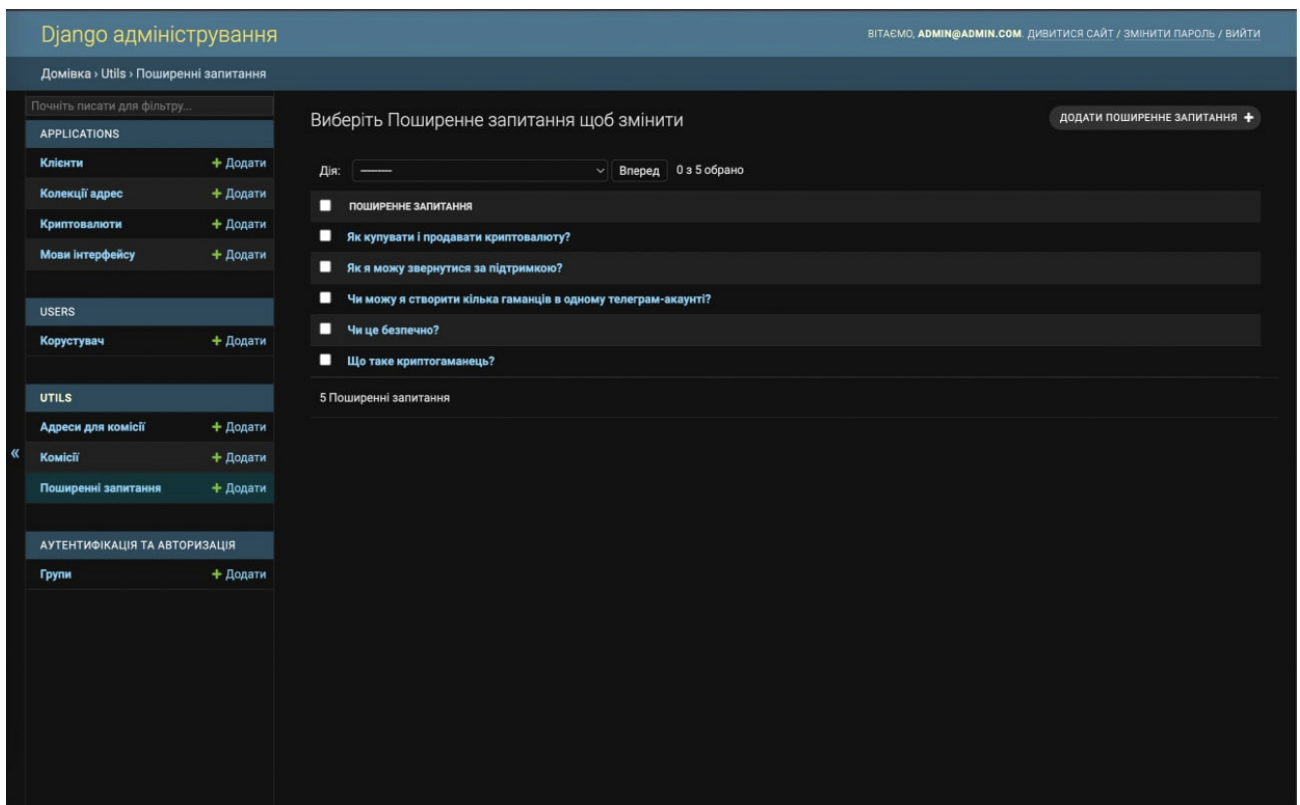 Django адміністрування
ВІТАЄМО, ADMIN@ADMIN.COM. ДИВИТИСЯ САЙТ / ЗМІНИТИ ПАРОЛЬ / ВИЙТИ
Домівка › Utils › Поширенні запитання
Почніть писати для фільтру...
APPLICATIONS
Клієнти + Додати
Колекції адрес + Додати
Криптовалюти + Додати
Мови інтерфейсу + Додати
USERS
Корустувач + Додати
UTILS
Адреси для комісії + Додати
Комісії + Додати
Поширенні запитання + Додати
АУТЕНТИФІКАЦІЯ ТА АВТОРИЗАЦІЯ
Групи + Додати
«
Виберіть Поширенне запитання щоб змінити
ДОДАТИ ПОШИРЕННЕ ЗАПИТАННЯ +
Дія: --------- Вперед 0 з 5 обрано
ПОШИРЕННЕ ЗАПИТАННЯ
Як купувати і продавати криптовалюту?
Як я можу звернутися за підтримкою?
Чи можу я створити кілька гаманців в одному телеграм-акаунті?
Чи це безпечно?
Що таке криптогаманець?
5 Поширенні запитання